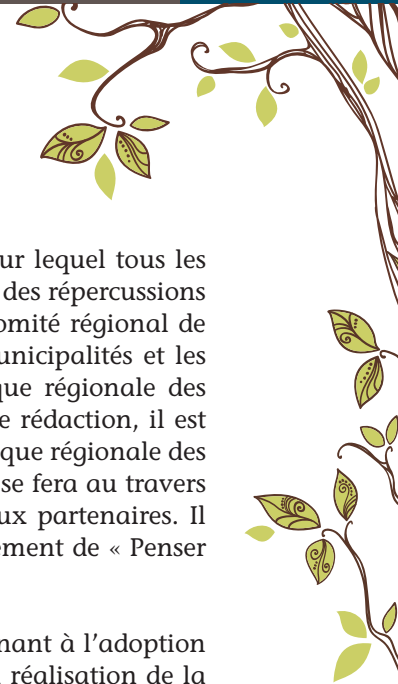 ur lequel tous les
des répercussions
omité régional de
unicipalités et les
que régionale des
e rédaction, il est
que régionale des
se fera au travers
ux partenaires. Il
ement de « Penser
nant à l’adoption
réalisation de la